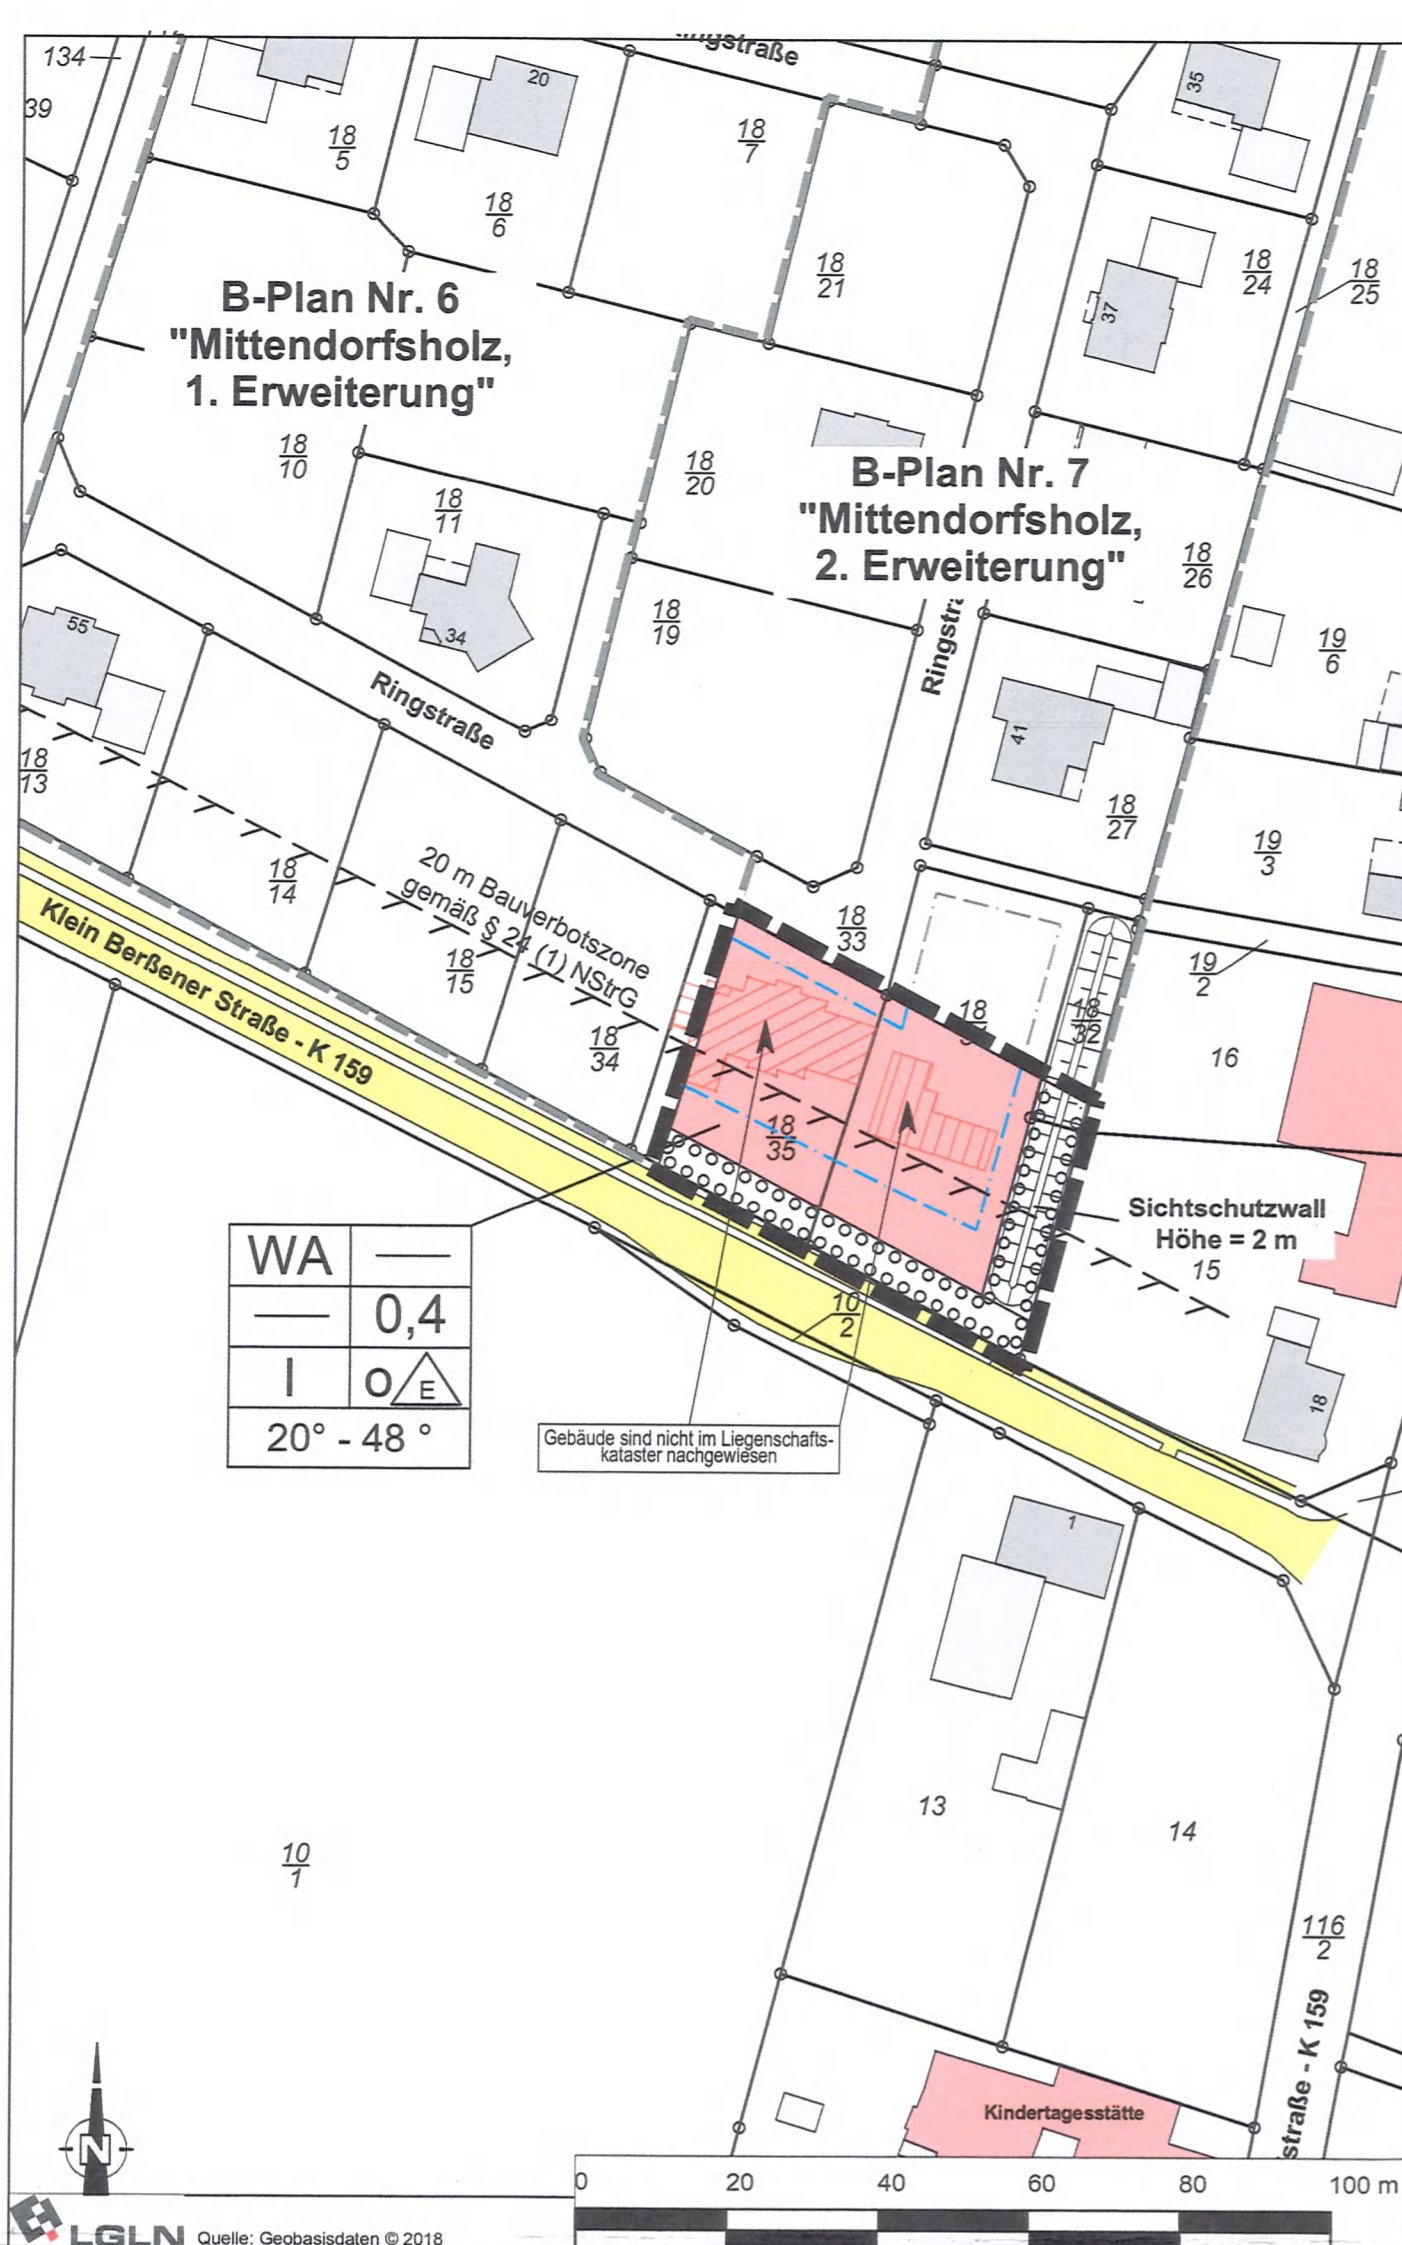 134
39
18
5
20
18
6
18
7
18
21
35
18
24
18
25
37
B-Plan Nr. 6
"Mittendorfsholz,
1. Erweiterung"
18
10
18
11
34
18
20
B-Plan Nr. 7
"Mittendorfsholz,
2. Erweiterung"
18
26
18
19
19
6
55
Ringstraße
41
18
27
18
13
18
14
19
3
20 m Bauverbotszone
gemäß § 24 (1) NStrG
18
15
18
33
Klein Berßener Straße - K 159
18
34
18
32
19
2
16
18
35
Sichtschutzwall
Höhe = 2 m
15
WA —
— 0,4
I o E
20° - 48 °
10
2
18
Gebäude sind nicht im Liegenschafts-
kataster nachgewiesen
1
13
14
10
1
116
2
straße - K 159
Kindertagesstätte
N
0 20 40 60 80 100 m
LGLN Quelle: Geobasisdaten © 2018